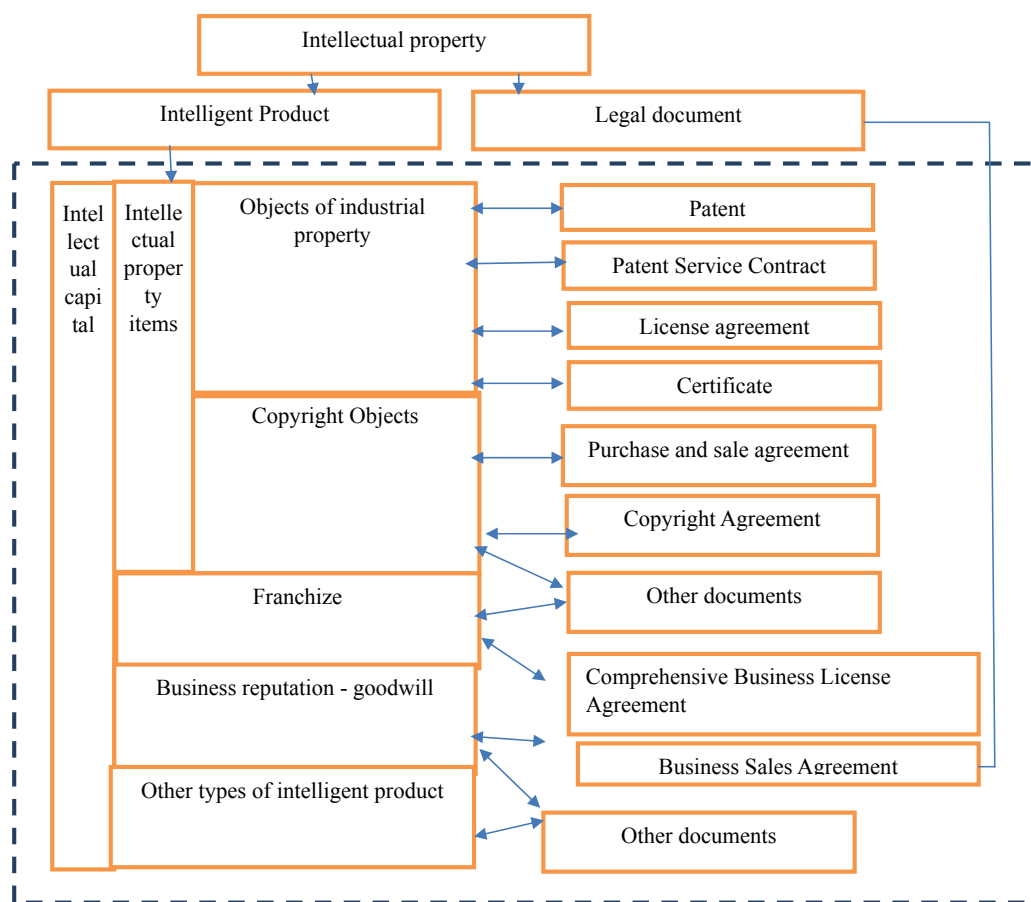 Intellectual property
Intelligent Product
Legal document
Intel
lect
ual
capi
tal
Intelle
ctual
proper
ty
items
Objects of industrial
property
Patent
Patent Service Contract
License agreement
Certificate
Copyright Objects
Purchase and sale agreement
Copyright Agreement
Other documents
Franchize
Comprehensive Business License
Agreement
Business reputation - goodwill
Business Sales Agreement
Other types of intelligent product
Other documents